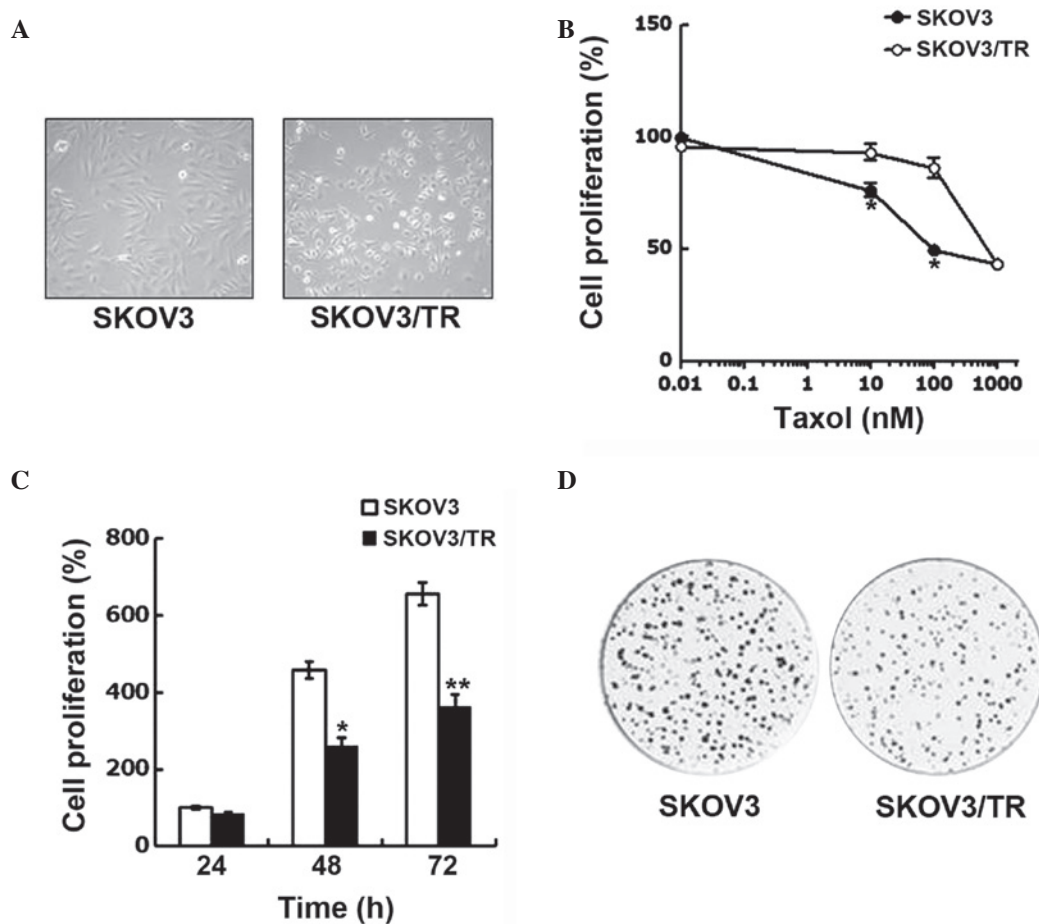 A
SKOV3
SKOV3/TR
B
SKOV3
SKOV3/TR
Cell proliferation (%)
150
100
50
0
*
*
0.01
0.1
1
10
100
1000
Taxol (nM)
C
SKOV3
SKOV3/TR
Cell proliferation (%)
800
600
400
200
0
*
**
24
48
72
Time (h)
D
SKOV3
SKOV3/TR